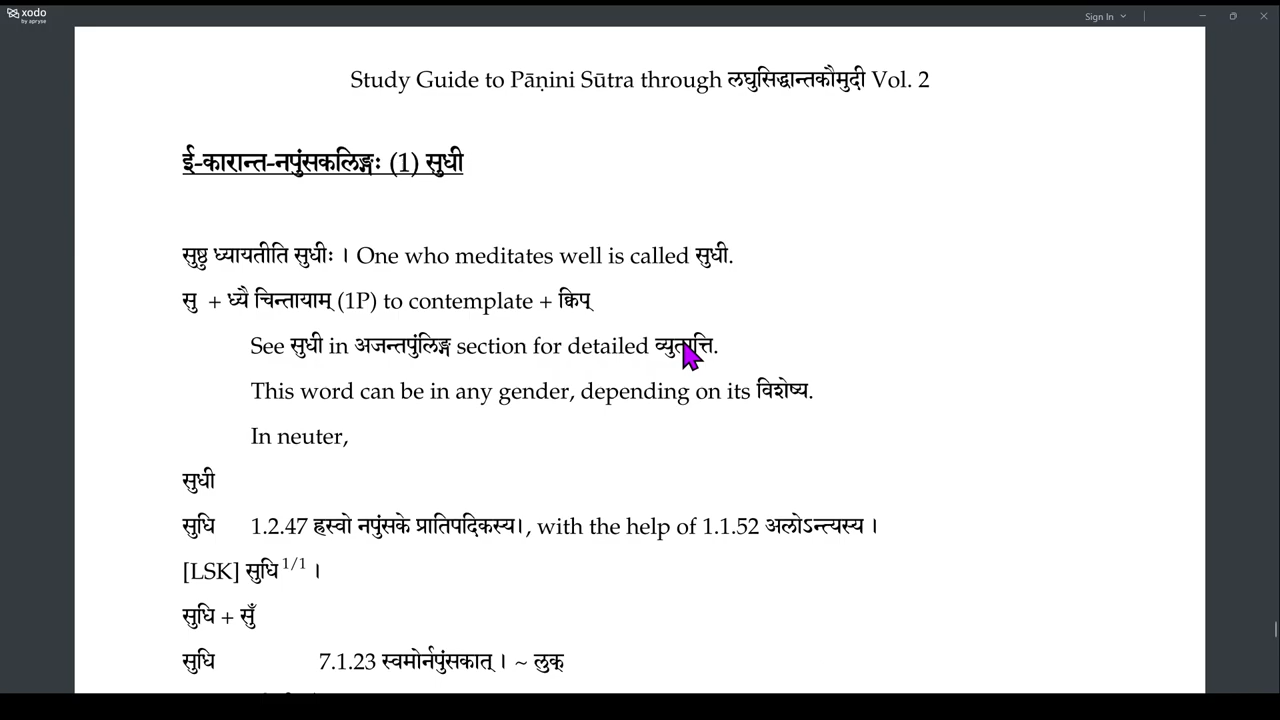 xodo
by apryse
Sign In
Study Guide to Pāṇini Sūtra through लघुसिद्धान्तकौमुदी Vol. 2
ई-कारान्त-नपुंसकलिङ्गः (1) सुधी
सुष्ठु ध्यायतीति सुधीः । One who meditates well is called सुधी.
सु + ध्यै चिन्तायाम् (1P) to contemplate + क्विप्
See सुधी in अजन्तपुंलिङ्ग section for detailed व्युत्पत्ति.
This word can be in any gender, depending on its विशेष्य.
In neuter,
सुधी
सुधि 1.2.47 ह्रस्वो नपुंसके प्रातिपदिकस्य।, with the help of 1.1.52 अलोऽन्त्यस्य ।
[LSK] सुधि 1/1 ।
सुधि + सुँ
सुधि 7.1.23 स्वमोर्नपुंसकात् । ~ लुक्